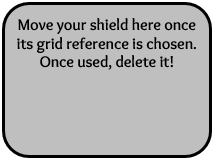 Move your shield here once
its grid reference is chosen.
Once used, delete it!